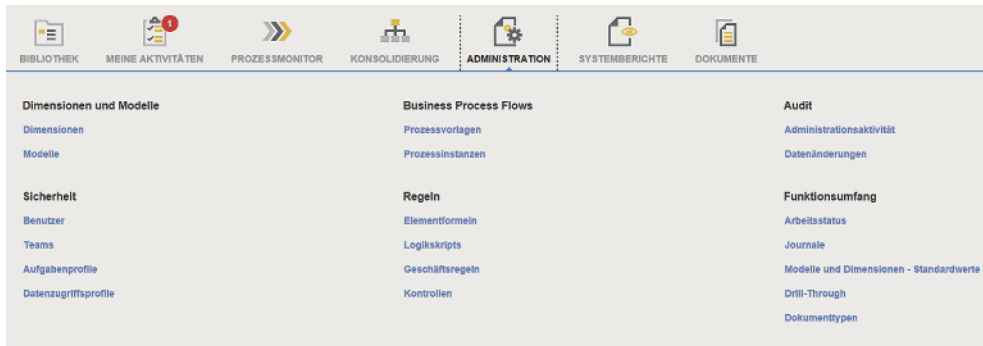 1
BIBLIOTHEK MEINE AKTIVITÄTEN PROZESSMONITOR KONSOLIDIERUNG ADMINISTRATION SYSTEMBERICHTE DOKUMENTE
Dimensionen und Modelle
Dimensionen
Modelle
Business Process Flows
Prozessvorlagen
Prozessinstanzen
Audit
Administrationsaktivität
Datenänderungen
Sicherheit
Benutzer
Teams
Aufgabenprofile
Datenzugriffsprofile
Regeln
Elementformeln
Logikskripts
Geschäftsregeln
Kontrollen
Funktionsumfang
Arbeitsstatus
Journale
Modelle und Dimensionen - Standardwerte
Drill-Through
Dokumenttypen